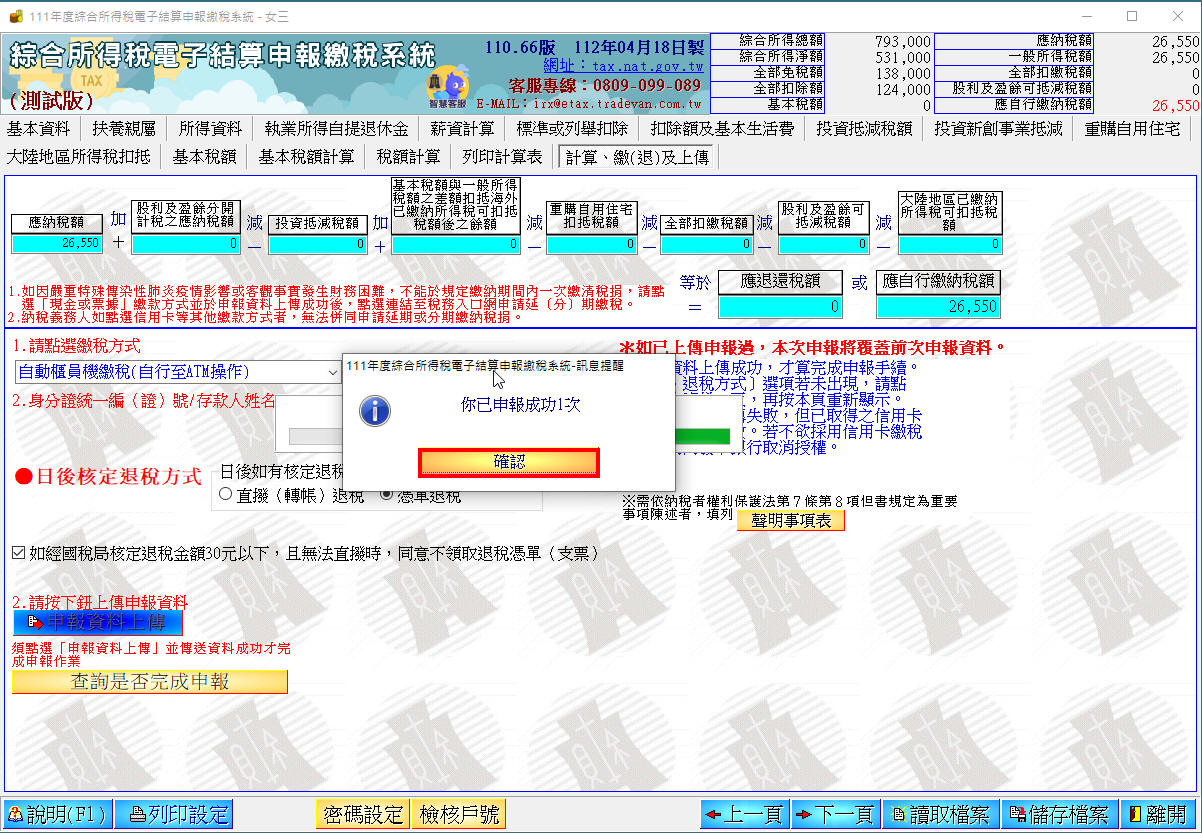 111年度綜合所得稅電子結算申報繳稅系統 - 女三
綜合所得稅電子結算申報繳稅系統
TAX
(測試版)
智慧客服
110.66版 112年04月18日製
網址：tax.nat.gov.tw
客服專線：0809-099-089
E-MAIL：irx@etax.tradevan.com.tw
綜合所得總額 793,000
綜合所得淨額 531,000
全部免稅額 138,000
全部扣除額 124,000
基本稅額 0
應納稅額 26,550
一般所得稅額 26,550
全部扣繳稅額 0
股利及盈餘可抵減稅額 0
應自行繳納稅額 26,550
基本資料 扶養親屬 所得資料 執業所得自提退休金 薪資計算 標準或列舉扣除 扣除額及基本生活費 投資抵減稅額 投資新創事業抵減 重購自用住宅
大陸地區所得稅扣抵 基本稅額 基本稅額計算 稅額計算 列印計算表 計算、繳(退)及上傳
應納稅額
26,550
加
＋
股利及盈餘分開
計稅之應納稅額
0
減
－
投資抵減稅額
0
加
＋
基本稅額與一般所得
稅額之差額扣抵海外
已繳納所得稅可扣抵
稅額後之餘額
0
減
－
重購自用住宅
扣抵稅額
0
減
－
全部扣繳稅額
0
減
－
股利及盈餘可
抵減稅額
0
減
－
大陸地區已繳納
所得稅可扣抵稅
額
0
1.如因嚴重特殊傳染性肺炎疫情影響或客觀事實發生財務困難，不能於規定繳納期間內一次繳清稅捐，請點
選「現金或票據」繳款方式並於申報資料上傳成功後，點選連結至稅務入口網申請延（分）期繳稅。
2.納稅義務人如點選信用卡等其他繳款方式者，無法併同申請延期或分期繳納稅捐。
等於
＝
應退還稅額
0
或
應自行繳納稅額
26,550
1.請點選繳稅方式
自動櫃員機繳稅(自行至ATM操作)
2.身分證統一編（證）號/存款人姓名
＊如已上傳申報過，本次申報將覆蓋前次申報資料。
資料上傳成功，才算完成申報手續。
退稅方式〕選項若未出現，請點
，再按本頁重新顯示。
失敗，但已取得之信用卡
。若不欲採用信用卡繳稅
銀行取消授權。
111年度綜合所得稅電子結算申報繳稅系統-訊息提醒
你已申報成功1次
確認
●日後核定退稅方式
日後如有核定退稅
直撥（轉帳）退稅 憑單退稅
※需依納稅者權利保護法第７條第８項但書規定為重要
事項陳述者，填列 聲明事項表
如經國稅局核定退稅金額30元以下，且無法直撥時，同意不領取退稅憑單（支票）
2.請按下鈕上傳申報資料
申報資料上傳
須點選「申報資料上傳」並傳送資料成功才完
成申報作業
查詢是否完成申報
說明(F1) 列印設定 密碼設定 檢核戶號 上一頁 下一頁 讀取檔案 儲存檔案 離開